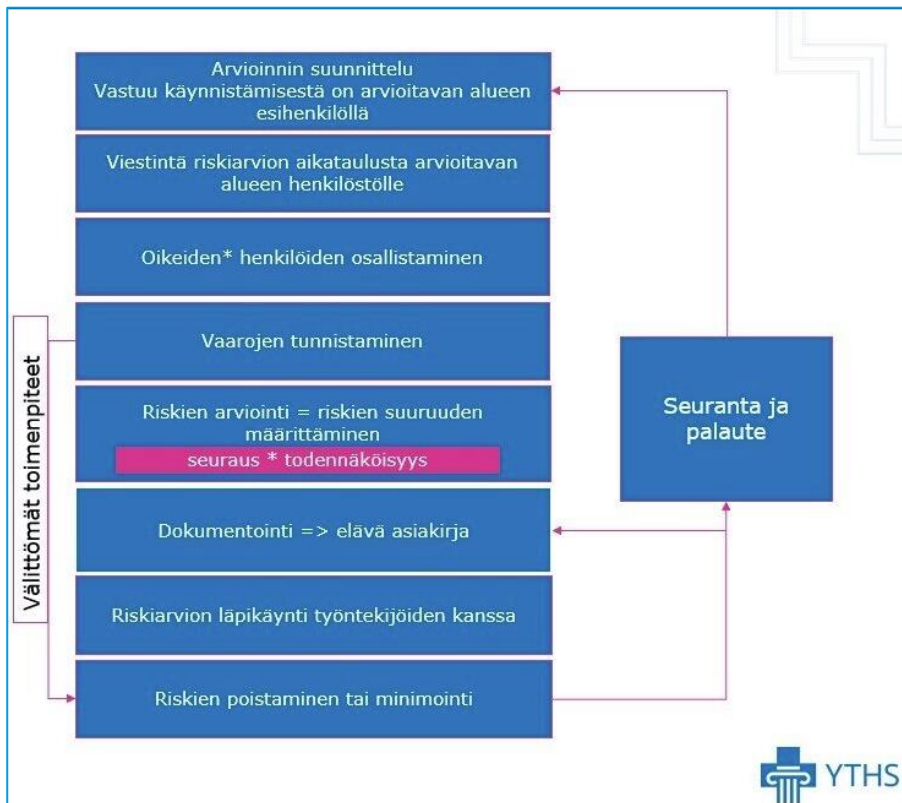 Arvioinnin suunnittelu
Vastuu käynnistämisestä on arvioitavan alueen
esihenkilöllä
Viestintä riskiarvion aikataulusta arvioitavan
alueen henkilöstölle
Oikeiden* henkilöiden osallistaminen
Vaarojen tunnistaminen
Riskien arviointi = riskien suuruuden
määrittäminen
seuraus * todennäköisyys
Dokumentointi => elävä asiakirja
Riskiarvion läpikäynti työntekijöiden kanssa
Riskien poistaminen tai minimointi
Välittömät toimenpiteet
Seuranta ja
palaute
YTHS